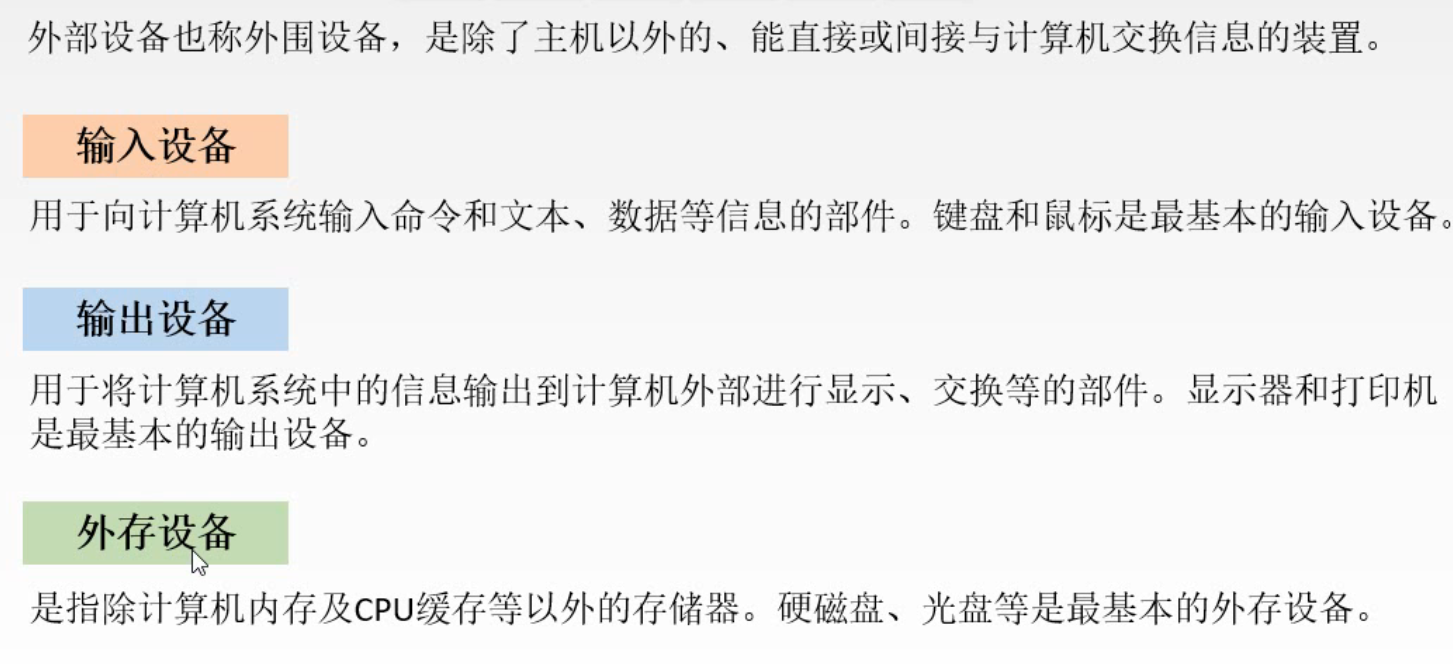 外部设备也称外围设备，是除了主机以外的、能直接或间接与计算机交换信息的装置。
输入设备
用于向计算机系统输入命令和文本、数据等信息的部件。键盘和鼠标是最基本的输入设备。
输出设备
用于将计算机系统中的信息输出到计算机外部进行显示、交换等的部件。显示器和打印机
是最基本的输出设备。
外存设备
是指除计算机内存及CPU缓存等以外的存储器。硬磁盘、光盘等是最基本的外存设备。